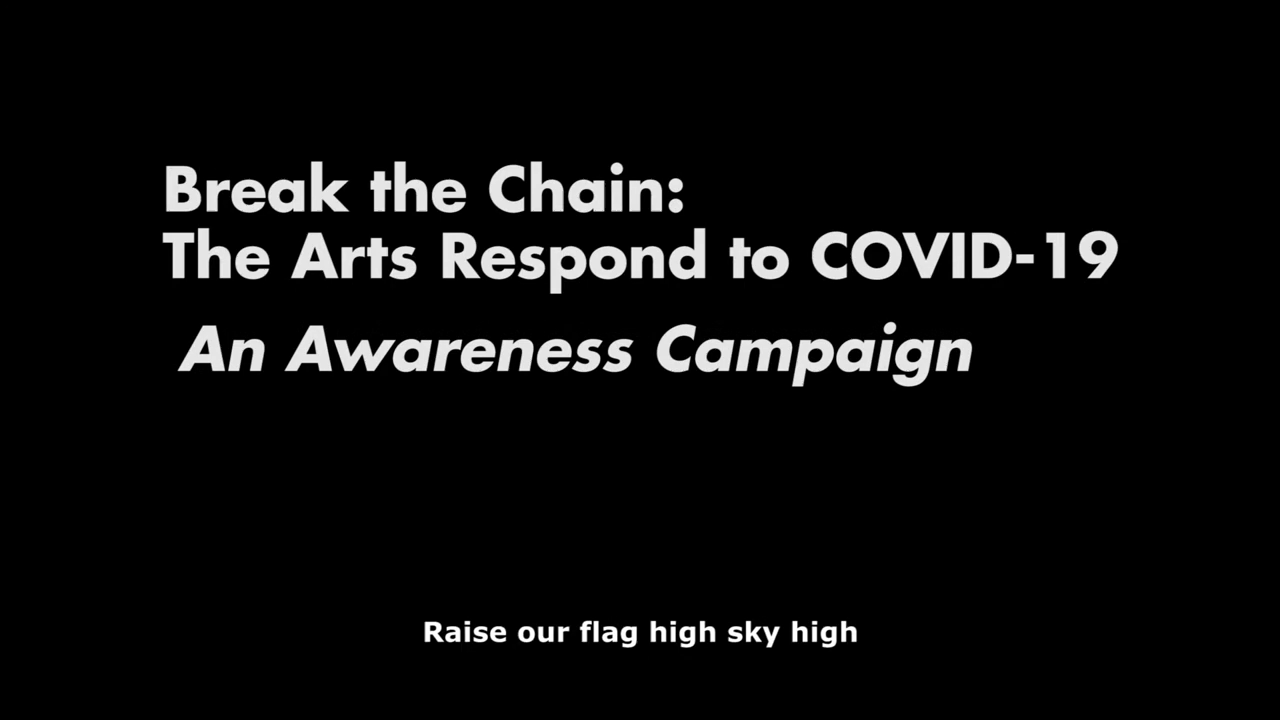 Break the Chain:
The Arts Respond to COVID-19
An Awareness Campaign
Raise our flag high sky high